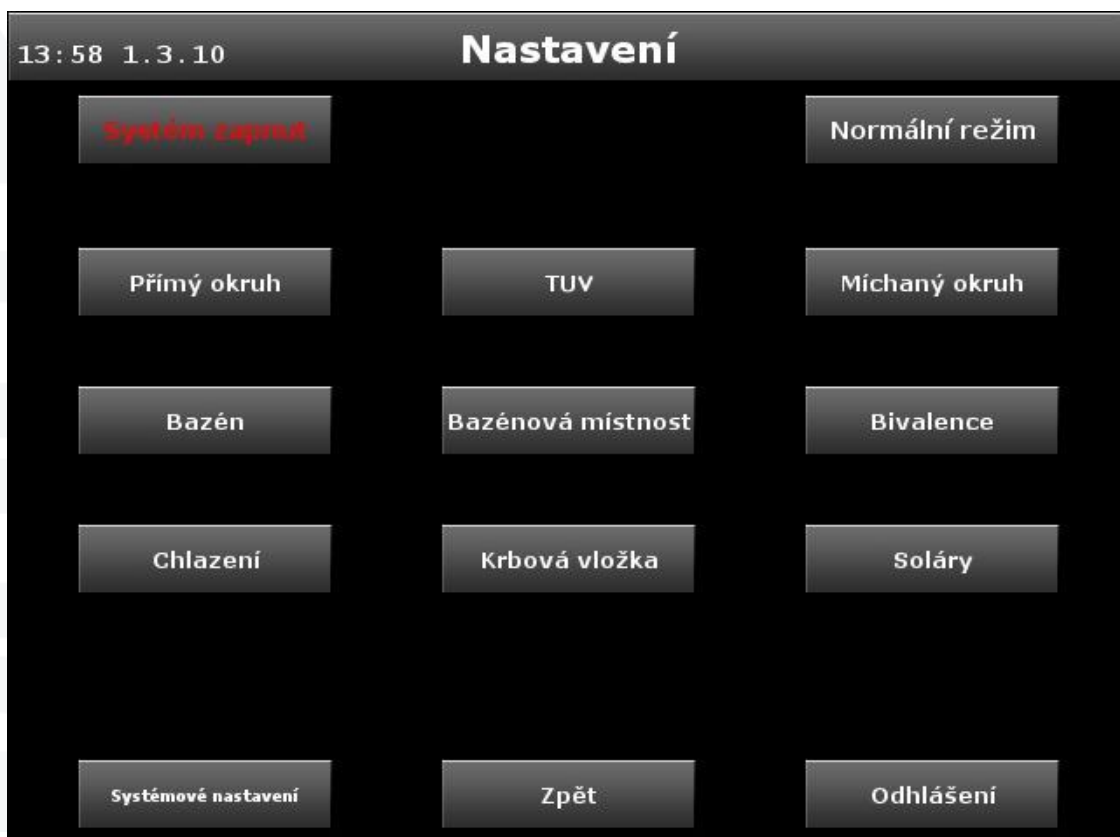 13:58 1.3.10 Nastavení
Systém zapnut Normální režim
Přímý okruh TUV Míchaný okruh
Bazén Bazénová místnost Bivalence
Chlazení Krbová vložka Soláry
Systémové nastavení Zpět Odhlášení